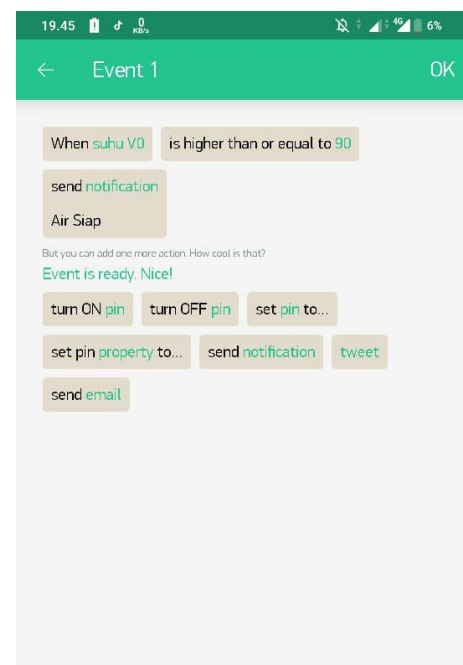 19.45 0 KB/s 4G 6%
Event 1 OK
When suhu V0 is higher than or equal to 90
send notification
Air Siap
But you can add one more action. How cool is that?
Event is ready. Nice!
turn ON pin turn OFF pin set pin to...
set pin property to... send notification tweet
send email